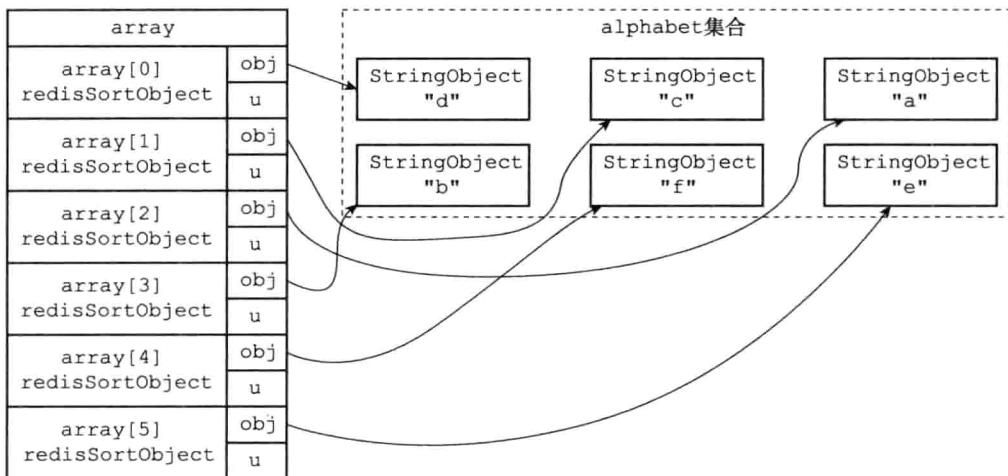 array
array[0]
redisSortObject
obj
u
array[1]
redisSortObject
obj
u
array[2]
redisSortObject
obj
u
array[3]
redisSortObject
obj
u
array[4]
redisSortObject
obj
u
array[5]
redisSortObject
obj
u
alphabet集合
StringObject
"d"
StringObject
"c"
StringObject
"a"
StringObject
"b"
StringObject
"f"
StringObject
"e"